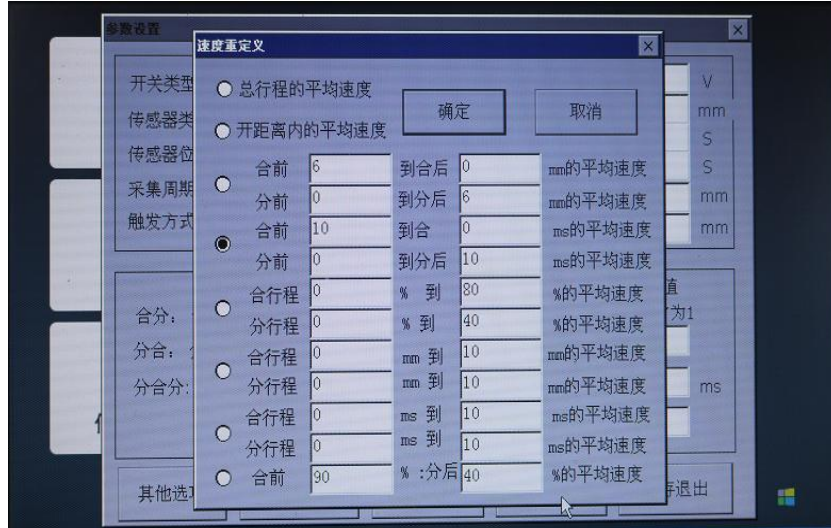 参数设置
速度重定义
总行程的平均速度
确定
取消
开距离内的平均速度
合前 6 到合后 0 mm的平均速度
分前 0 到分后 6 mm的平均速度
合前 10 到合 0 ms的平均速度
分前 0 到分后 10 ms的平均速度
合行程 0 % 到 80 %的平均速度
分行程 0 % 到 40 %的平均速度
合行程 0 mm 到 10 mm的平均速度
分行程 0 mm 到 10 mm的平均速度
合行程 0 ms 到 10 ms的平均速度
分行程 0 ms 到 10 ms的平均速度
合前 90 % :分后 40 %的平均速度
开关类型
传感器类
传感器位
采集周期
触发方式
V
mm
S
S
mm
mm
合分:
分合:
分合分:
值
为1
ms
其他选
退出